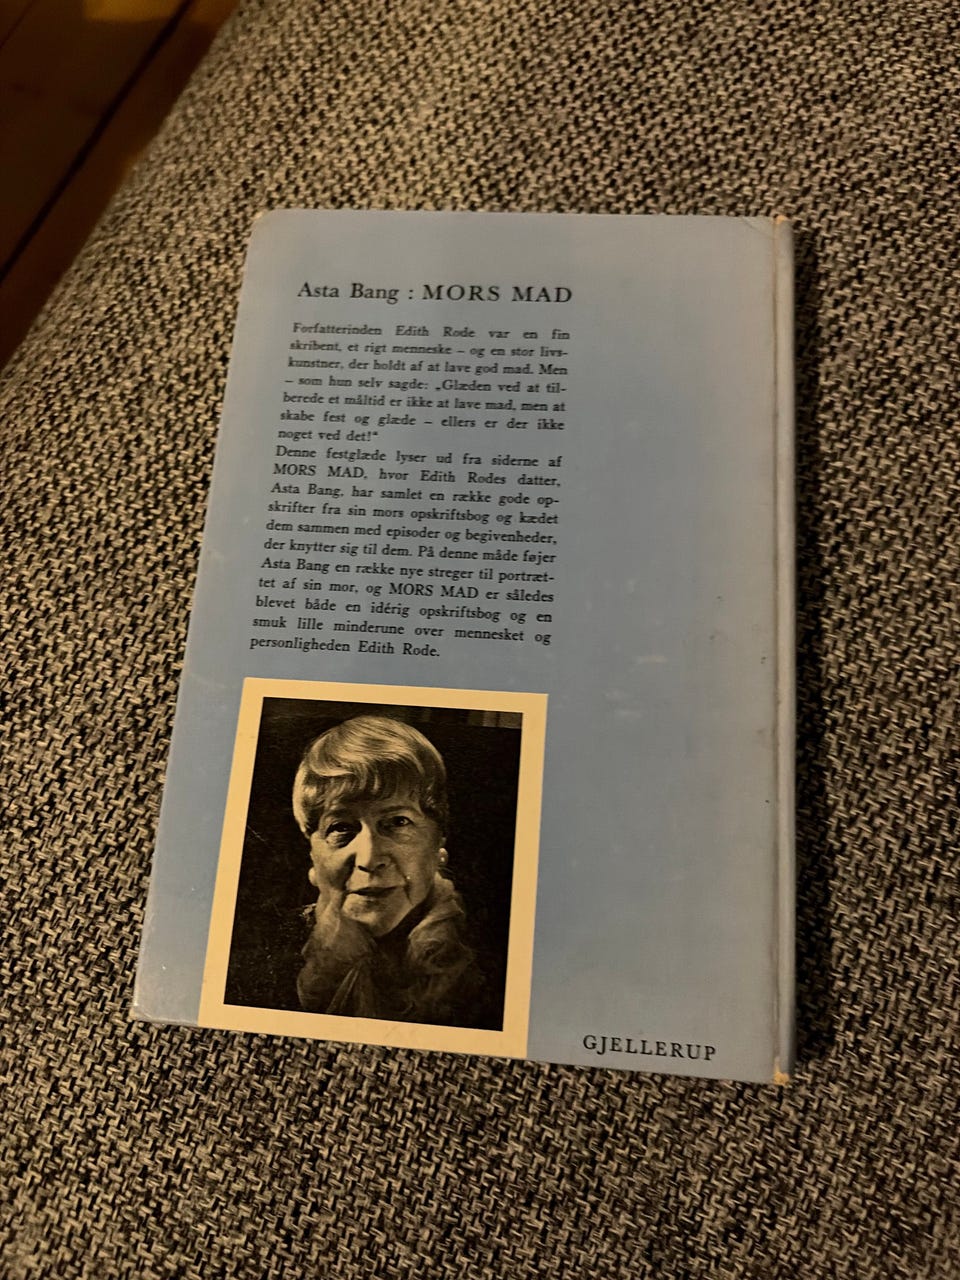 Asta Bang : MORS MAD
Forfatterinden Edith Rode var en fin
skribent, et rigt menneske – og en stor livs-
kunstner, der holdt af at lave god mad. Men
– som hun selv sagde: „Glæden ved at til-
berede et måltid er ikke at lave mad, men at
skabe fest og glæde – ellers er der ikke
noget ved det!“
Denne festglæde lyser ud fra siderne af
MORS MAD, hvor Edith Rodes datter,
Asta Bang, har samlet en række gode op-
skrifter fra sin mors opskriftsbog og kædet
dem sammen med episoder og begivenheder,
der knytter sig til dem. På denne måde føjer
Asta Bang en række nye streger til portræt-
tet af sin mor, og MORS MAD er således
blevet både en idérig opskriftsbog og en
smuk lille minderune over mennesket og
personligheden Edith Rode.
GJELLERUP